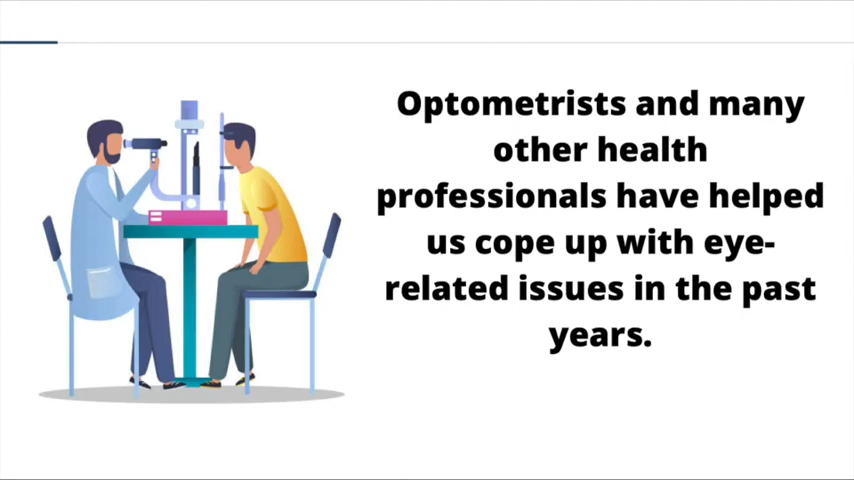 Optometrists and many
other health
professionals have helped
us cope up with eye-
related issues in the past
years.